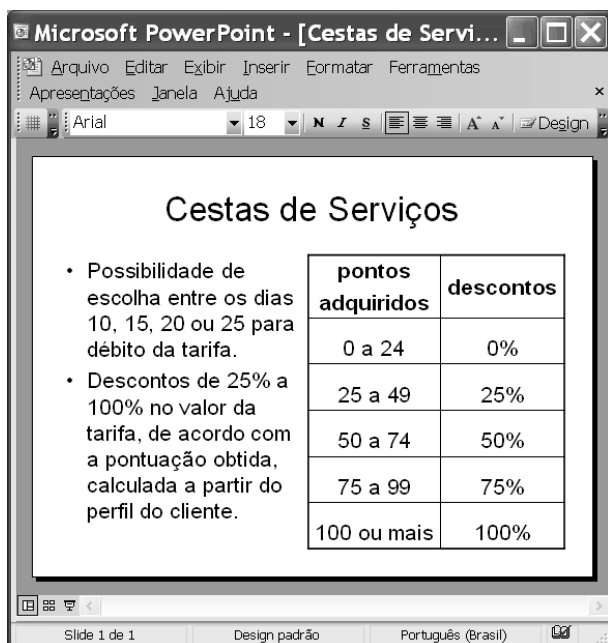 Microsoft PowerPoint - [Cestas de Servi...
Arquivo Editar Exibir Inserir Formatar Ferramentas
Apresentações Janela Ajuda
Arial 18 N I S A A Design
Cestas de Serviços
• Possibilidade de
escolha entre os dias
10, 15, 20 ou 25 para
débito da tarifa.
• Descontos de 25% a
100% no valor da
tarifa, de acordo com
a pontuação obtida,
calculada a partir do
perfil do cliente.
pontos
adquiridos
descontos
0 a 24 0%
25 a 49 25%
50 a 74 50%
75 a 99 75%
100 ou mais 100%
Slide 1 de 1 Design padrão Português (Brasil)